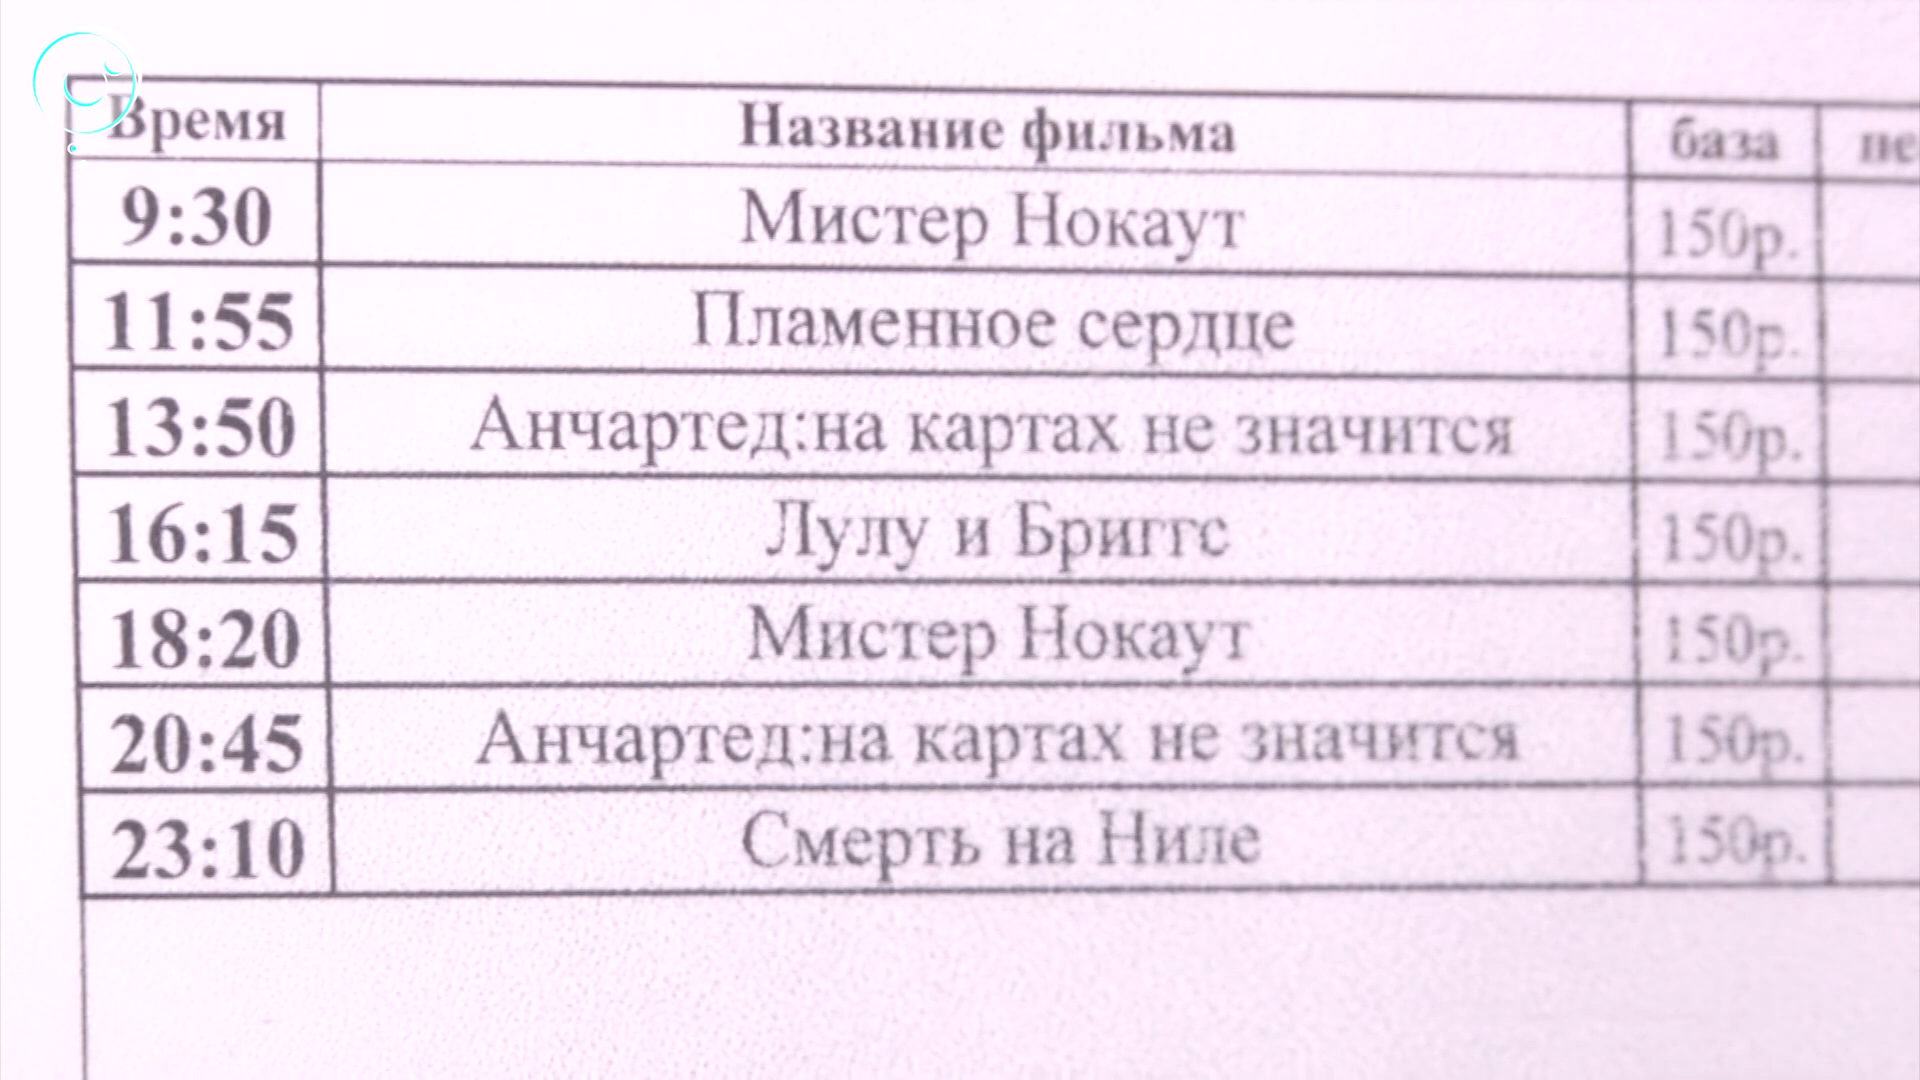 Время Название фильма база
9:30 Мистер Нокаут 150р.
11:55 Пламенное сердце 150р.
13:50 Анчартед:на картах не значится 150р.
16:15 Лулу и Бриггс 150р.
18:20 Мистер Нокаут 150р.
20:45 Анчартед:на картах не значится 150р.
23:10 Смерть на Ниле 150р.